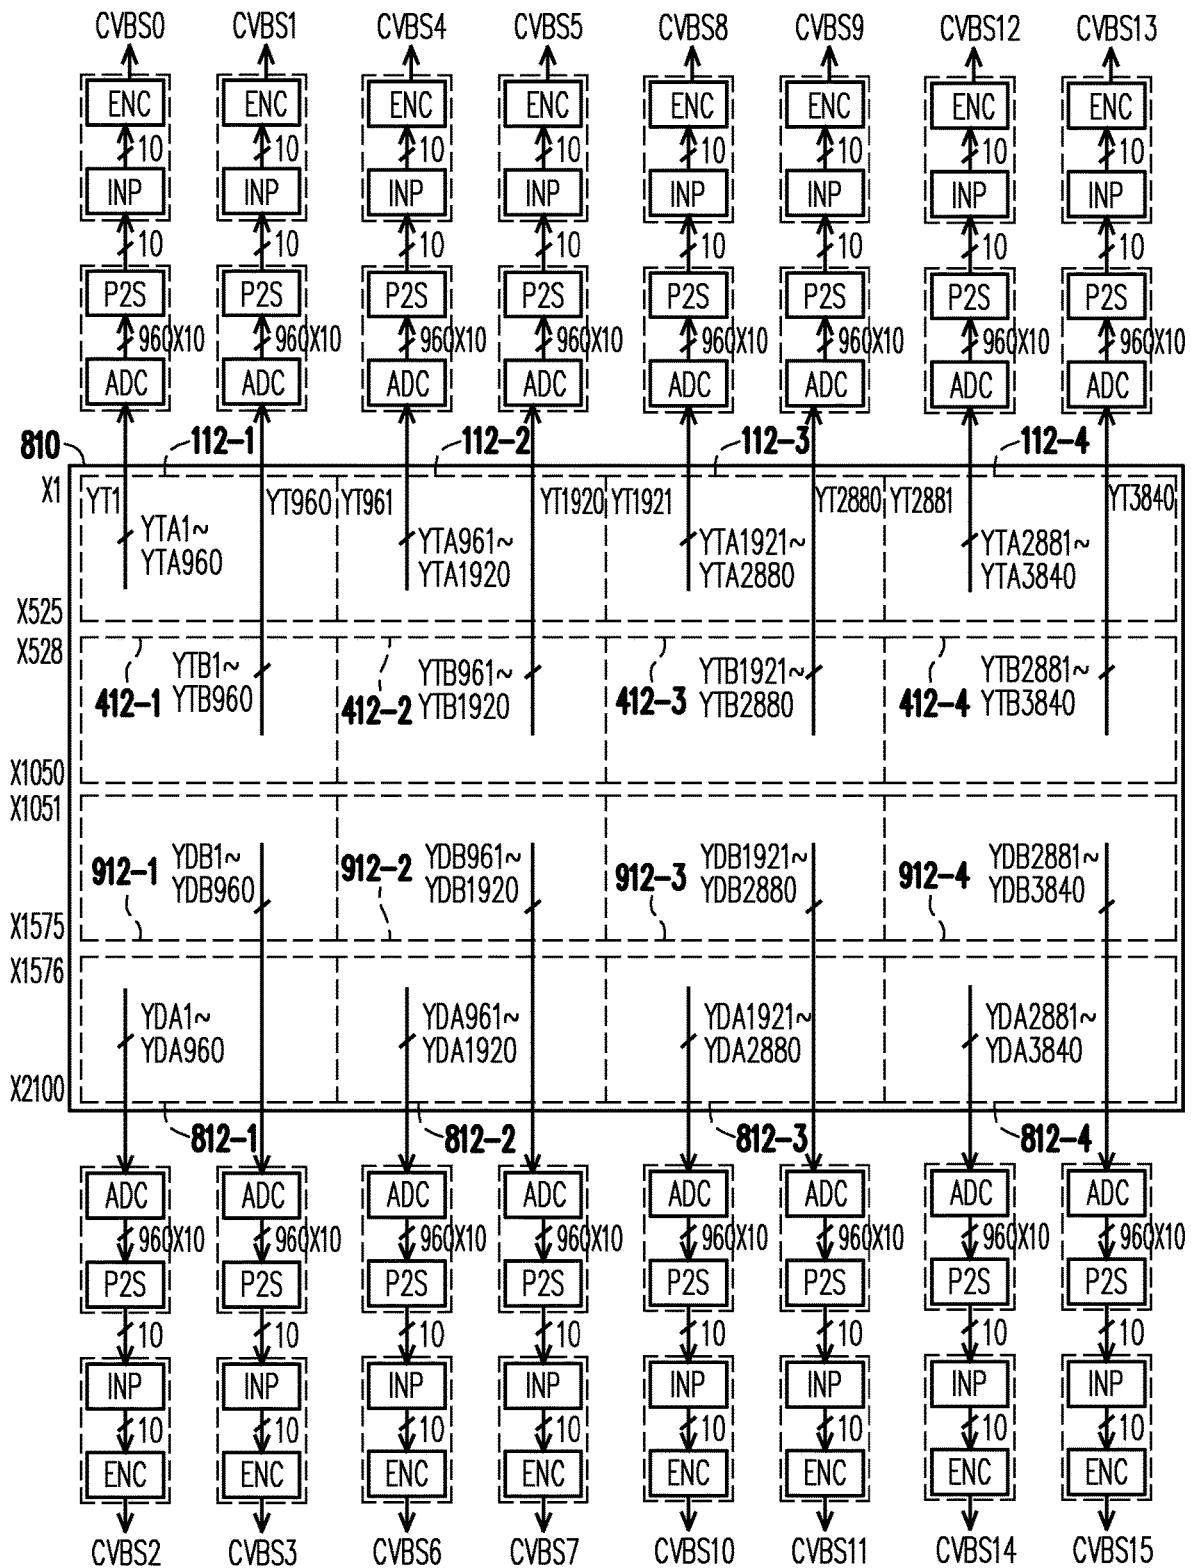 CVBS0 CVBS1 CVBS4 CVBS5 CVBS8 CVBS9 CVBS12 CVBS13
ENC ENC ENC ENC ENC ENC ENC ENC
10 10 10 10 10 10 10 10
INP INP INP INP INP INP INP INP
10 10 10 10 10 10 10 10
P2S P2S P2S P2S P2S P2S P2S P2S
960X10 960X10 960X10 960X10 960X10 960X10 960X10 960X10
ADC ADC ADC ADC ADC ADC ADC ADC
810 112-1 112-2 112-3 112-4
X1 YT1 YT960 YT961 YT1920 YT1921 YT2880 YT2881 YT3840
YTA1~ YTA961~ YTA1921~ YTA2881~
YTA960 YTA1920 YTA2880 YTA3840
X525
X528
YTB1~ YTB961~ YTB1921~ YTB2881~
412-1 YTB960 412-2 YTB1920 412-3 YTB2880 412-4 YTB3840
X1050
X1051
YDB1~ YDB961~ YDB1921~ YDB2881~
912-1 YDB960 912-2 YDB1920 912-3 YDB2880 912-4 YDB3840
X1575
X1576
YDA1~ YDA961~ YDA1921~ YDA2881~
YDA960 YDA1920 YDA2880 YDA3840
X2100
812-1 812-2 812-3 812-4
ADC ADC ADC ADC ADC ADC ADC ADC
960X10 960X10 960X10 960X10 960X10 960X10 960X10 960X10
P2S P2S P2S P2S P2S P2S P2S P2S
10 10 10 10 10 10 10 10
INP INP INP INP INP INP INP INP
10 10 10 10 10 10 10 10
ENC ENC ENC ENC ENC ENC ENC ENC
CVBS2 CVBS3 CVBS6 CVBS7 CVBS10 CVBS11 CVBS14 CVBS15